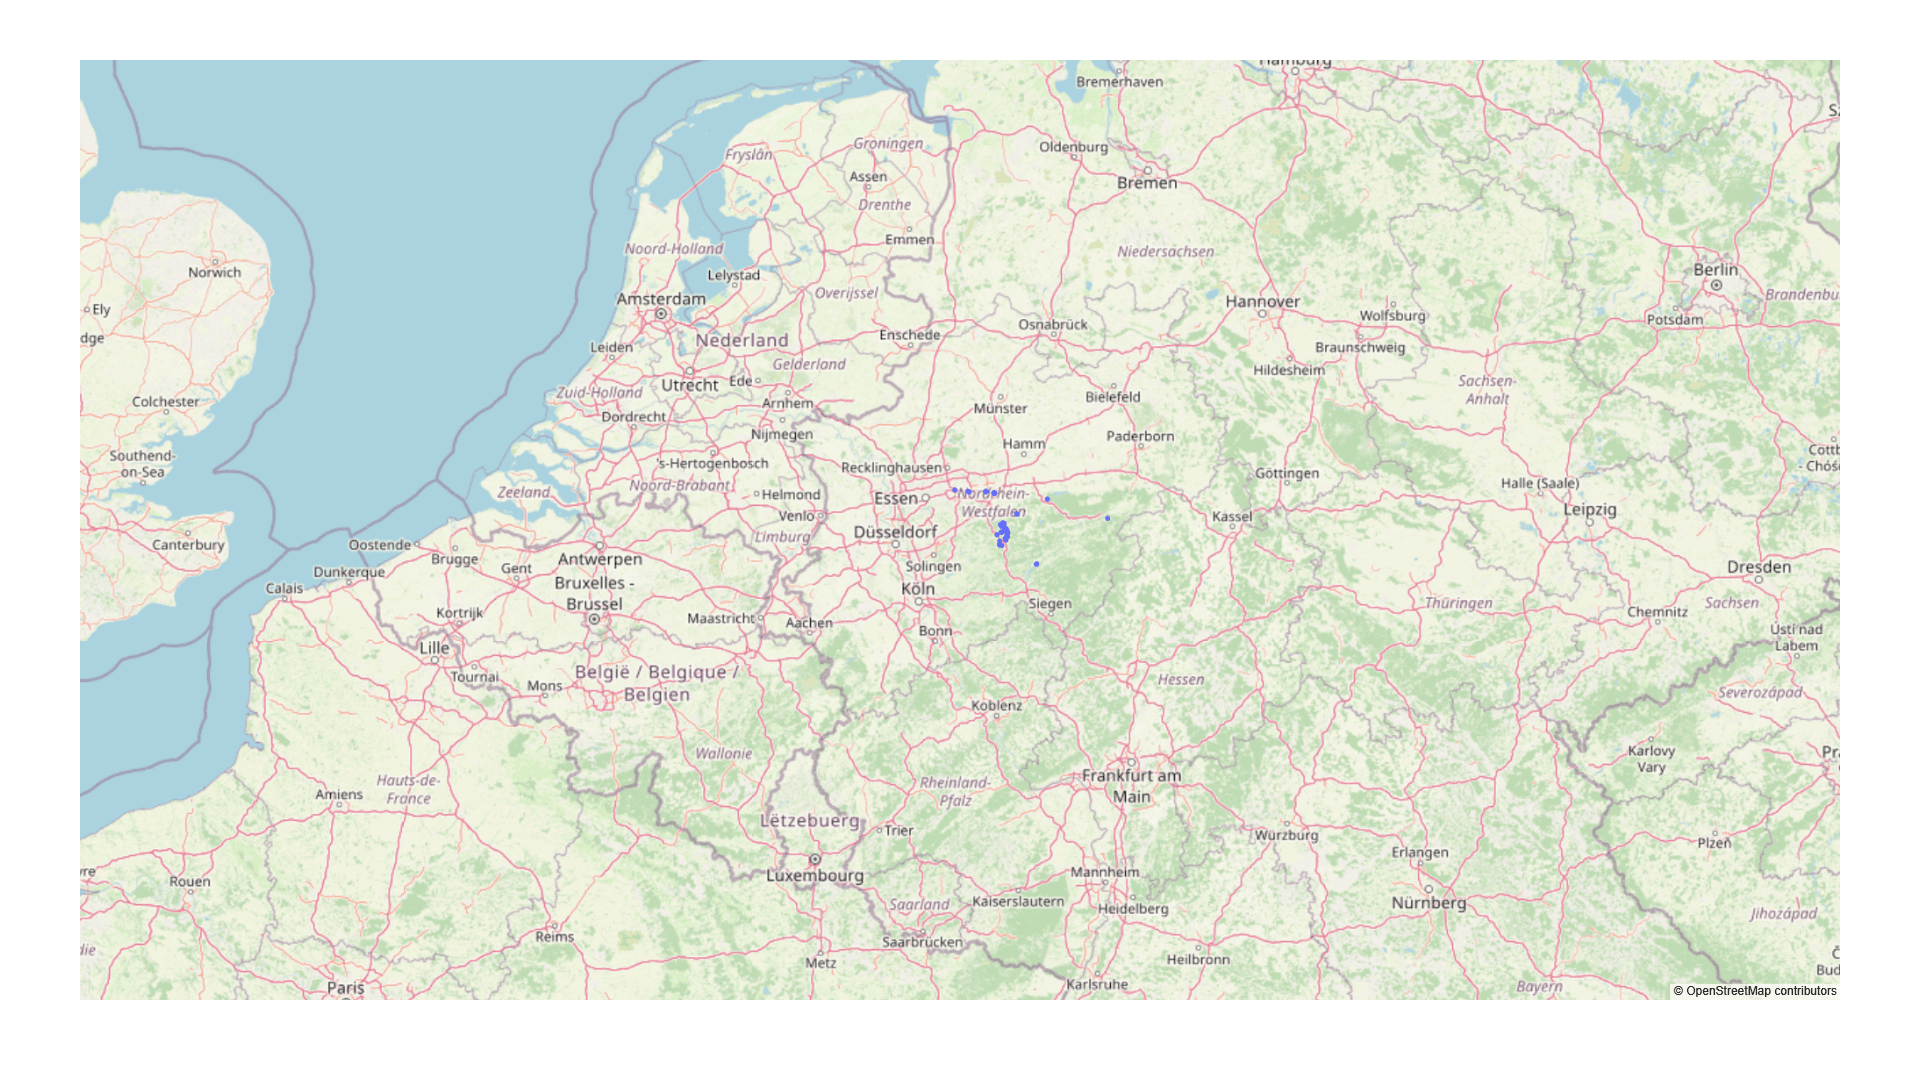 Hamburg
Bremerhaven
Groningen
Oldenburg
Fryslân
Assen
Bremen
Drenthe
Emmen
Noord-Holland
Niedersachsen
Norwich
Lelystad
Berlin
Overijssel
Brandenbu
Amsterdam
Hannover
Ely
Wolfsburg
Potsdam
Osnabrück
Enschede
dge
Nederland
Leiden
Braunschweig
Gelderland
Hildesheim
Utrecht
Ede
Sachsen-
Anhalt
Zuid-Holland
Bielefeld
Colchester
Arnhem
Münster
Dordrecht
Nijmegen
Paderborn
Hamm
Southend-
on-Sea
's-Hertogenbosch
Recklinghausen
Göttingen
Cottb
- Chóś
Noord-Brabant
Halle (Saale)
Zeeland
Helmond
Essen
Nordrhein-
Westfalen
Venlo
Kassel
Leipzig
Düsseldorf
Limburg
Canterbury
Oostende
Brugge
Antwerpen
Gent
Solingen
Dresden
Dunkerque
Calais
Bruxelles -
Brussel
Köln
Siegen
Thüringen
Sachsen
Kortrijk
Maastricht
Aachen
Chemnitz
Bonn
Ústí nad
Labem
Lille
België / Belgique /
Belgien
Tournai
Mons
Hessen
Severozápad
Koblenz
Wallonie
Karlovy
Vary
Pr
Hauts-de-
France
Amiens
Rheinland-
Pfalz
Frankfurt am
Main
Lëtzebuerg
Trier
Würzburg
Plzeň
Erlangen
Luxembourg
Mannheim
Rouen
Kaiserslautern
Saarland
Heidelberg
Nürnberg
Jihozápad
Reims
Saarbrücken
die
Metz
Heilbronn
Č
Bud
Paris
Karlsruhe
Bayern
© OpenStreetMap contributors